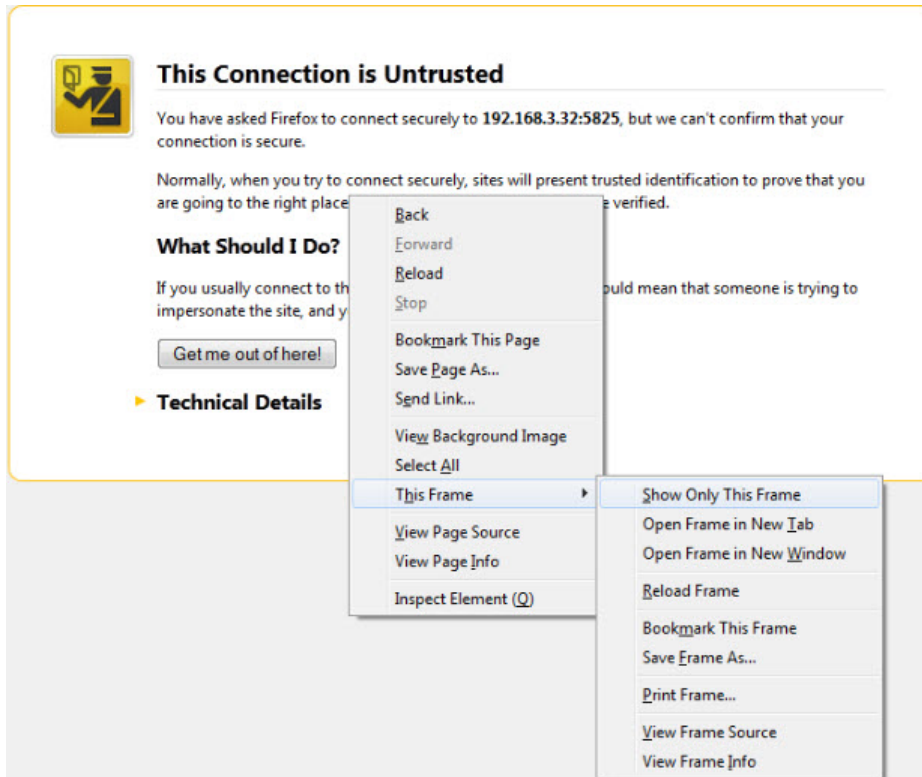 This Connection is Untrusted
You have asked Firefox to connect securely to 192.168.3.32:5825, but we can't confirm that your
connection is secure.
Normally, when you try to connect securely, sites will present trusted identification to prove that you
are going to the right place
verified.
What Should I Do?
If you usually connect to th
ould mean that someone is trying to
impersonate the site, and y
Get me out of here!
Technical Details
Back
Forward
Reload
Stop
Bookmark This Page
Save Page As...
Send Link...
View Background Image
Select All
This Frame
View Page Source
View Page Info
Inspect Element (Q)
Show Only This Frame
Open Frame in New Tab
Open Frame in New Window
Reload Frame
Bookmark This Frame
Save Frame As...
Print Frame...
View Frame Source
View Frame Info